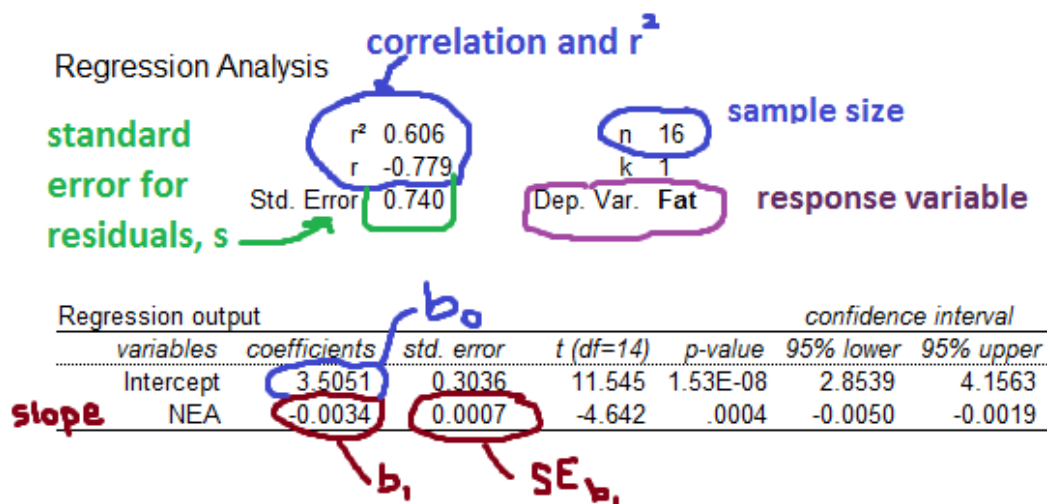 correlation and r²
Regression Analysis
standard error for residuals, s
r² 0.606
r -0.779
Std. Error 0.740
n 16
k 1
Dep. Var. Fat
sample size
response variable
b₀
Regression output confidence interval
variables coefficients std. error t (df=14) p-value 95% lower 95% upper
Intercept 3.5051 0.3036 11.545 1.53E-08 2.8539 4.1563
slope NEA -0.0034 0.0007 -4.642 .0004 -0.0050 -0.0019
b₁ SE b₁